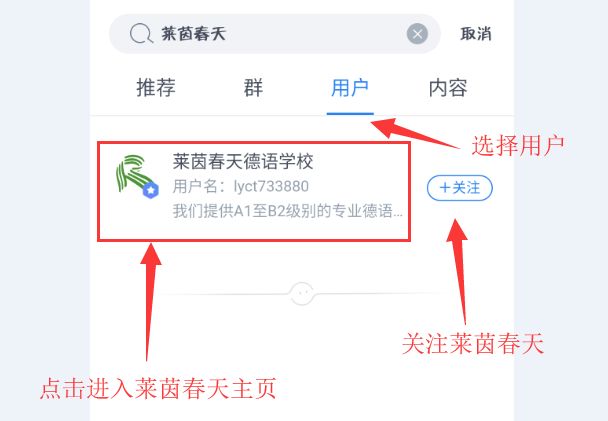 莱茵春天 取消
推荐 群 用户 内容
选择用户
莱茵春天德语学校
用户名：lyct733880
+关注
我们提供A1至B2级别的专业德语...
关注莱茵春天
点击进入莱茵春天主页